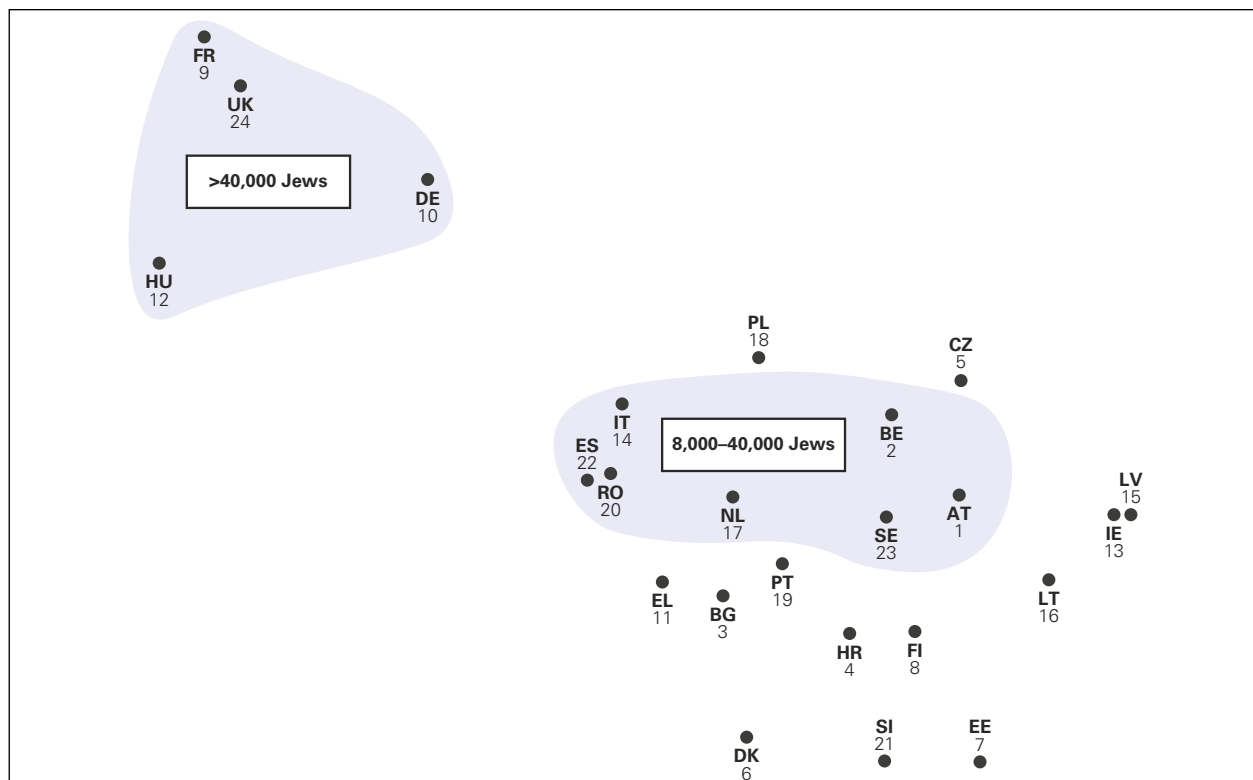 FR
9
UK
24
>40,000 Jews
DE
10
HU
12
PL
18
CZ
5
IT
14
8,000–40,000 Jews
BE
2
ES
22
RO
20
NL
17
SE
23
AT
1
LV
15
IE
13
PT
19
EL
11
BG
3
LT
16
HR
4
FI
8
DK
6
SI
21
EE
7